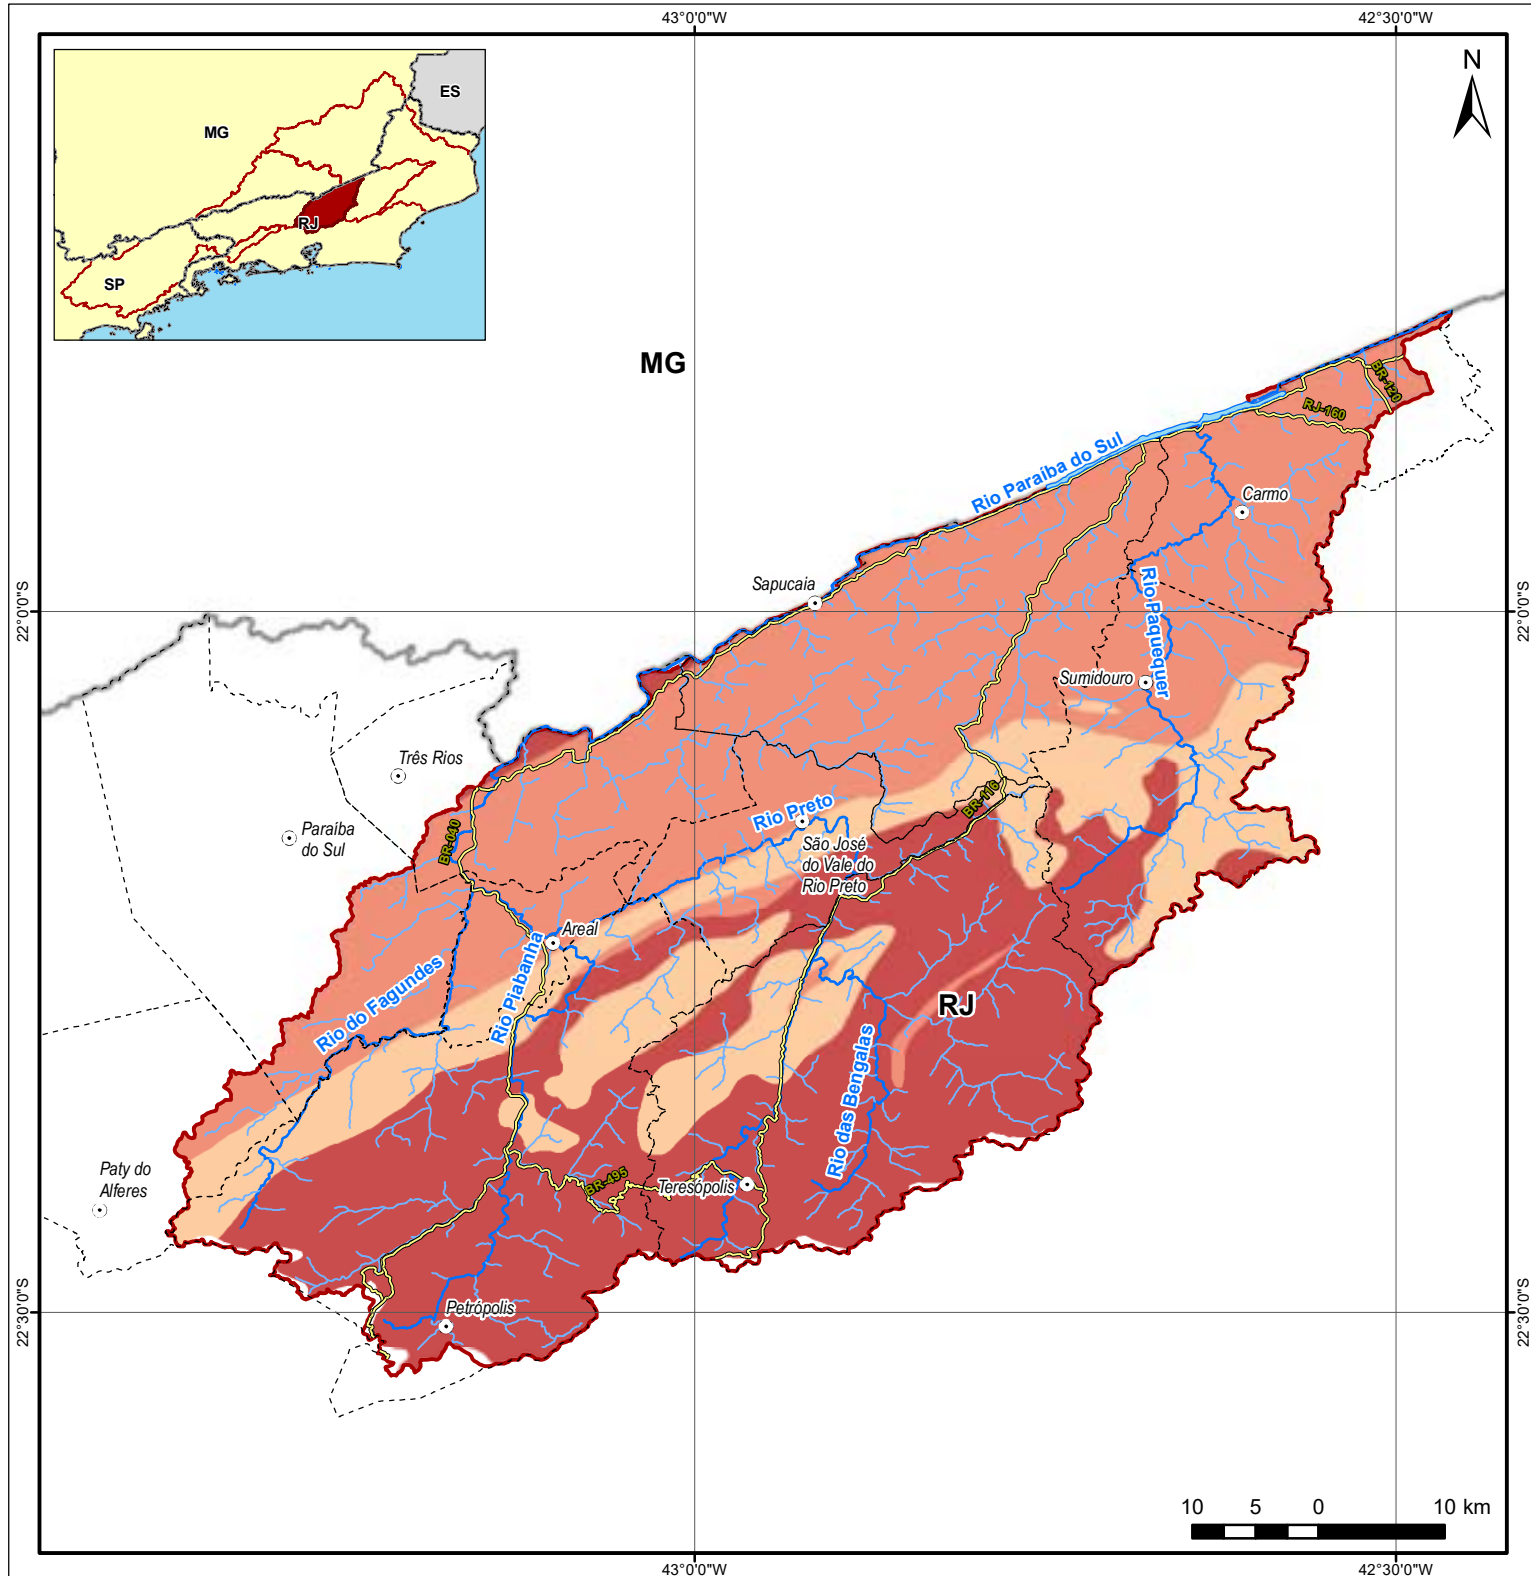 43°0'0"W
42°30'0"W
N
ES
MG
RJ
SP
MG
BR-120
RJ-160
Rio Paraíba do Sul
Carmo
Sapucaia
22°0'0"S
22°0'0"S
Rio Paquequer
Sumidouro
Três Rios
BR-116
Rio Preto
Paraíba
do Sul
BR-040
São José
do Vale do
Rio Preto
Areal
Rio do Fagundes
Rio Piabanha
RJ
Rio das Bengalas
Paty do
Alferes
BR-495
Teresópolis
22°30'0"S
22°30'0"S
Petrópolis
10 5 0 10 km
43°0'0"W
42°30'0"W